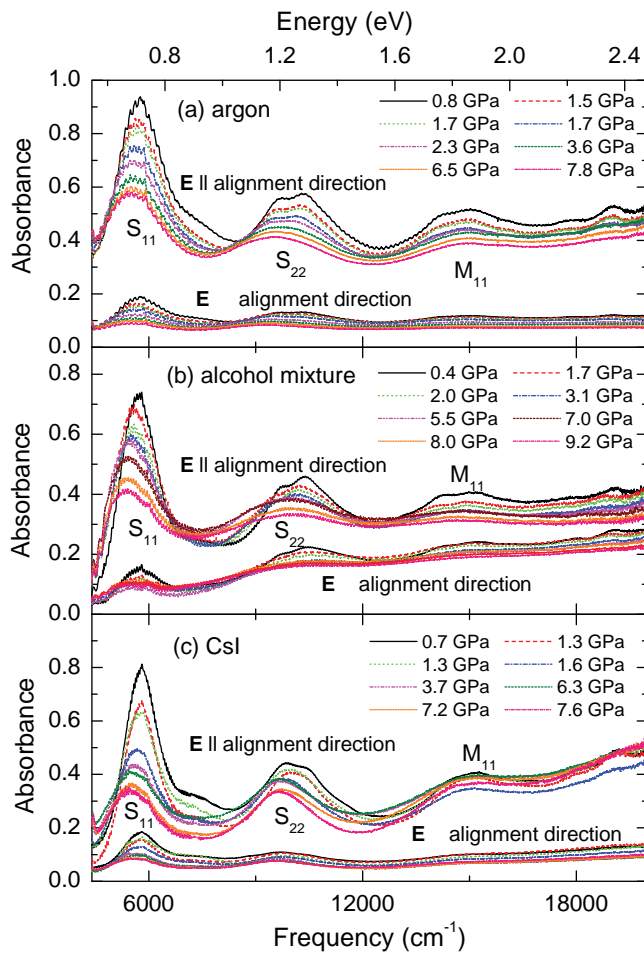 Energy (eV)
0.8 1.2 1.6 2.0 2.4
1.0
0.8
0.6
0.4
0.2
0.0
Absorbance
(a) argon
0.8 GPa 1.5 GPa
1.7 GPa 1.7 GPa
2.3 GPa 3.6 GPa
6.5 GPa 7.8 GPa
E || alignment direction
S11
S22
M11
E alignment direction
0.8
0.6
0.4
0.2
0.0
Absorbance
(b) alcohol mixture
0.4 GPa 1.7 GPa
2.0 GPa 3.1 GPa
5.5 GPa 7.0 GPa
8.0 GPa 9.2 GPa
E || alignment direction
M11
S11
S22
E alignment direction
0.8
0.6
0.4
0.2
0.0
Absorbance
(c) CsI
0.7 GPa 1.3 GPa
1.3 GPa 1.6 GPa
3.7 GPa 6.3 GPa
7.2 GPa 7.6 GPa
E || alignment direction
M11
S11
S22
E alignment direction
6000 12000 18000
Frequency (cm⁻¹)